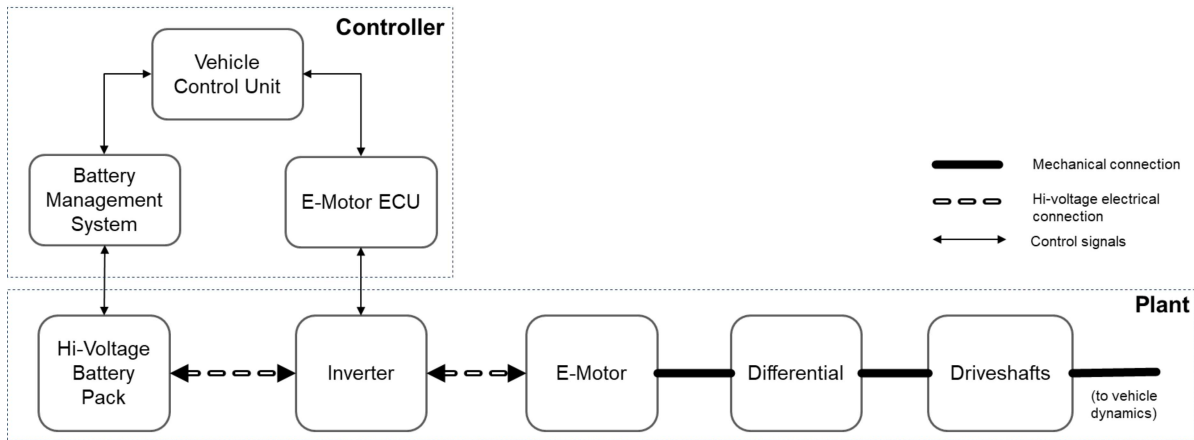 Controller
Vehicle
Control Unit
Battery
Management
System
E-Motor ECU
Mechanical connection
Hi-voltage electrical
connection
Control signals
Plant
Hi-Voltage
Battery
Pack
Inverter
E-Motor
Differential
Driveshafts
(to vehicle
dynamics)